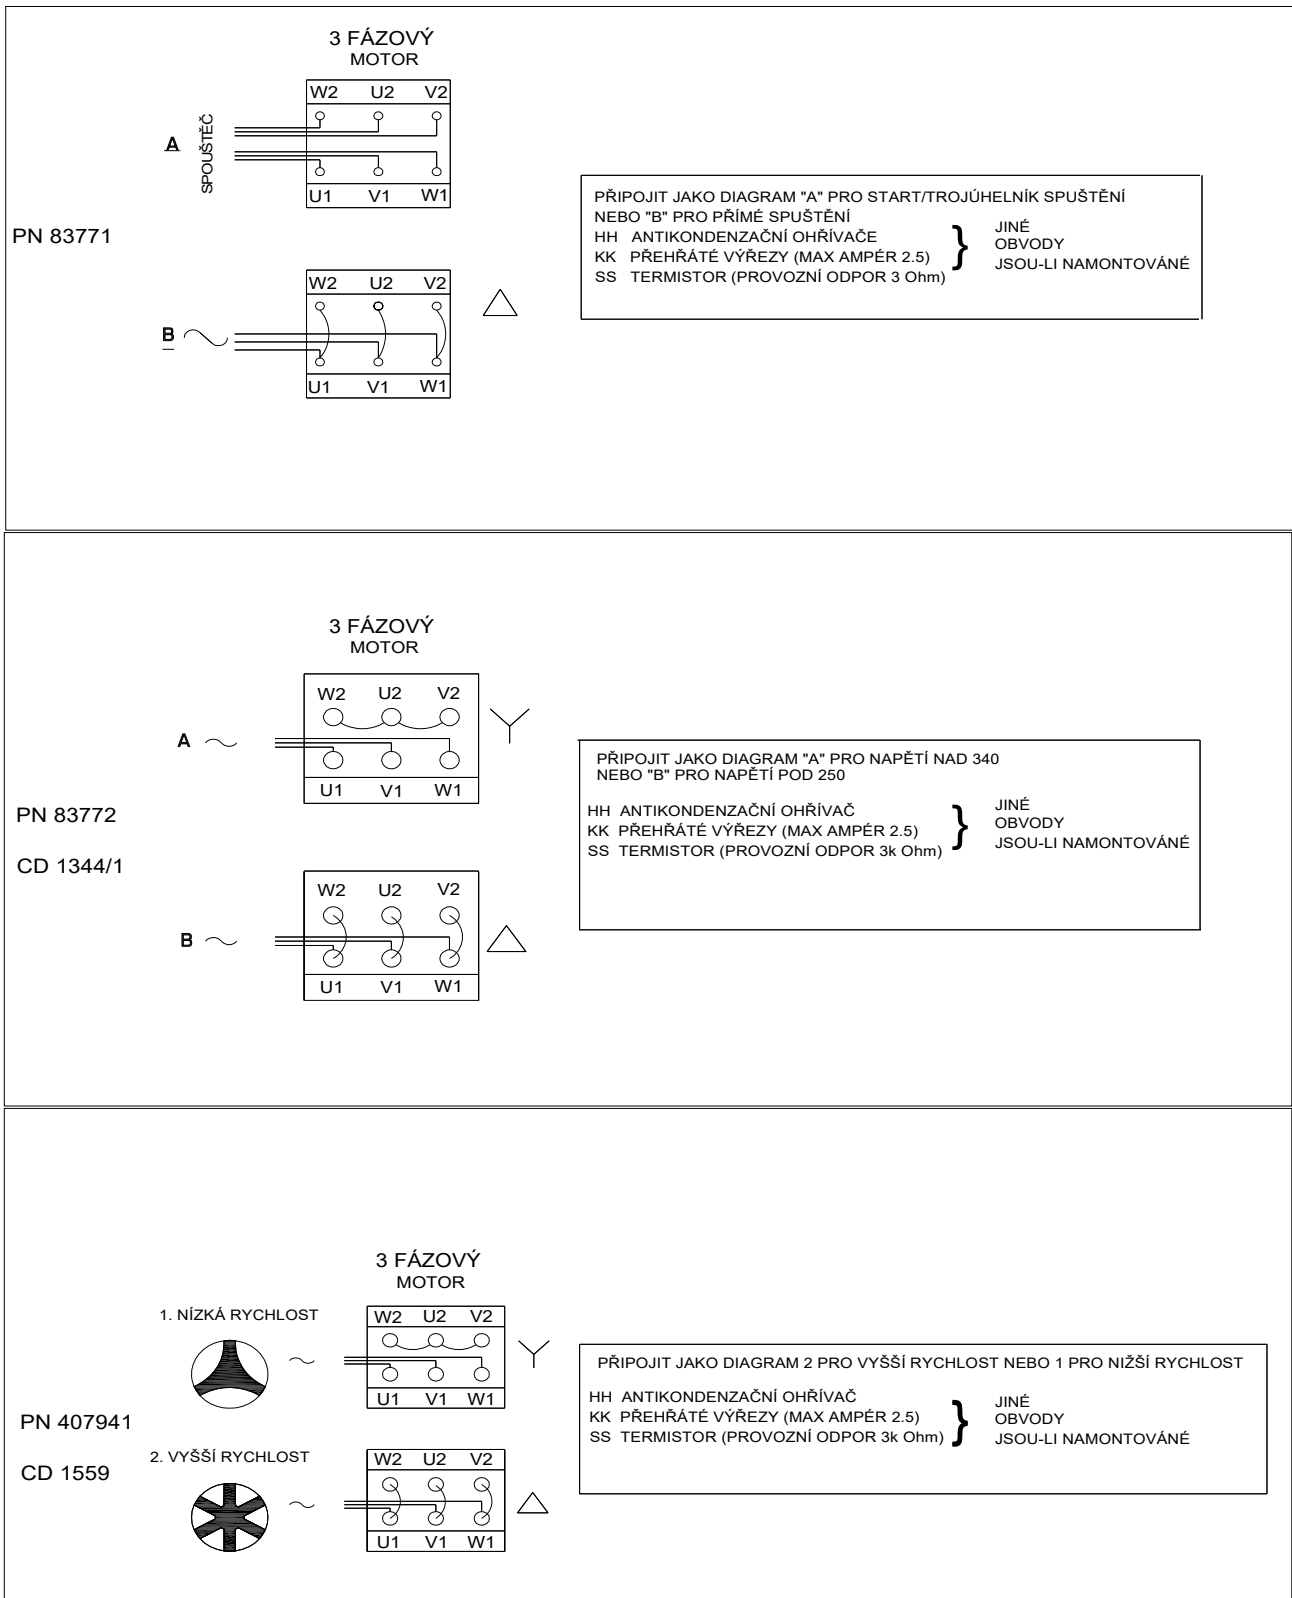 3 FÁZOVÝ
MOTOR
W2 U2 V2
A
SPOUŠTĚČ
U1 V1 W1
PN 83771
W2 U2 V2
B
U1 V1 W1
PŘIPOJIT JAKO DIAGRAM "A" PRO START/TROJÚHELNÍK SPUŠTĚNÍ
NEBO "B" PRO PŘÍMÉ SPUŠTĚNÍ
HH ANTIKONDENZAČNÍ OHŘÍVAČE
KK PŘEHŘÁTÉ VÝŘEZY (MAX AMPÉR 2.5)
SS TERMISTOR (PROVOZNÍ ODPOR 3 Ohm)
}
JINÉ
OBVODY
JSOU-LI NAMONTOVÁNÉ
3 FÁZOVÝ
MOTOR
W2 U2 V2
A
U1 V1 W1
PN 83772
CD 1344/1
W2 U2 V2
B
U1 V1 W1
PŘIPOJIT JAKO DIAGRAM "A" PRO NAPĚTÍ NAD 340
NEBO "B" PRO NAPĚTÍ POD 250
HH ANTIKONDENZAČNÍ OHŘÍVAČ
KK PŘEHŘÁTÉ VÝŘEZY (MAX AMPÉR 2.5)
SS TERMISTOR (PROVOZNÍ ODPOR 3k Ohm)
}
JINÉ
OBVODY
JSOU-LI NAMONTOVÁNÉ
3 FÁZOVÝ
MOTOR
1. NÍZKÁ RYCHLOST
W2 U2 V2
U1 V1 W1
PN 407941
CD 1559
2. VYŠŠÍ RYCHLOST
W2 U2 V2
U1 V1 W1
PŘIPOJIT JAKO DIAGRAM 2 PRO VYŠŠÍ RYCHLOST NEBO 1 PRO NIŽŠÍ RYCHLOST
HH ANTIKONDENZAČNÍ OHŘÍVAČ
KK PŘEHŘÁTÉ VÝŘEZY (MAX AMPÉR 2.5)
SS TERMISTOR (PROVOZNÍ ODPOR 3k Ohm)
}
JINÉ
OBVODY
JSOU-LI NAMONTOVÁNÉ